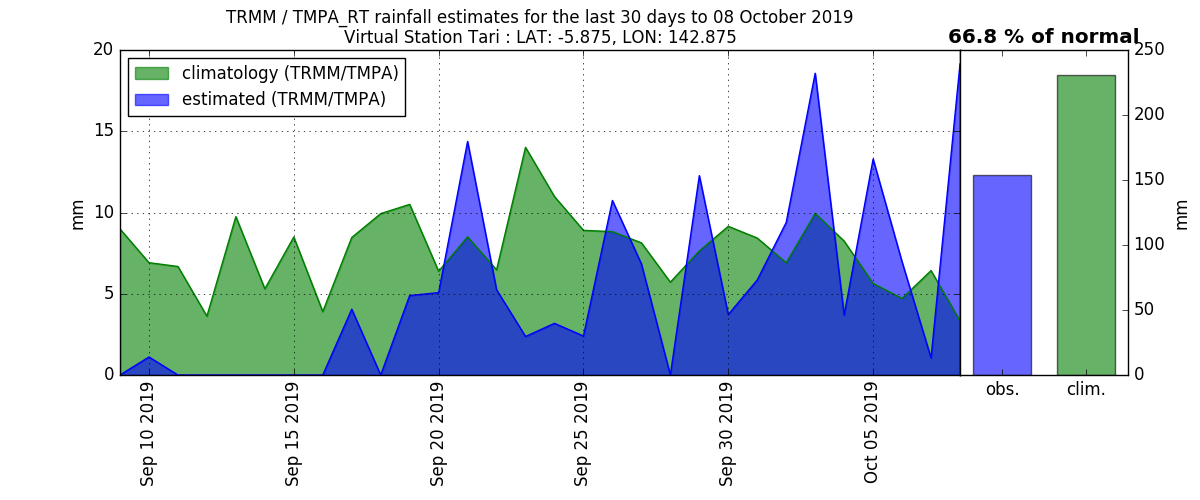 TRMM / TMPA_RT rainfall estimates for the last 30 days to 08 October 2019
Virtual Station Tari : LAT: -5.875, LON: 142.875
66.8 % of normal
climatology (TRMM/TMPA)
estimated (TRMM/TMPA)
20
15
10
5
0
mm
250
200
150
100
50
0
mm
Sep 10 2019
Sep 15 2019
Sep 20 2019
Sep 25 2019
Sep 30 2019
Oct 05 2019
obs.
clim.